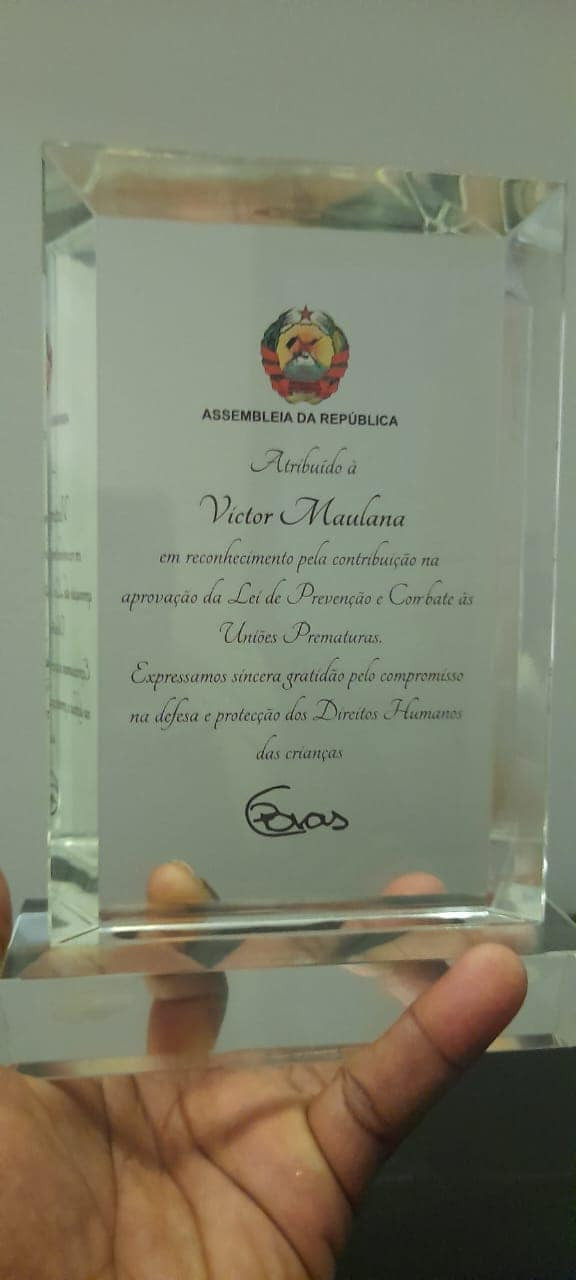 ASSEMBLEIA DA REPÚBLICA
Atribuído à
Victor Maulana
em reconhecimento pela contribuição na
aprovação da Lei de Prevenção e Combate às
Uniões Prematuras.
Expressamos sincera gratidão pelo compromisso
na defesa e protecção dos Direitos Humanos
das crianças